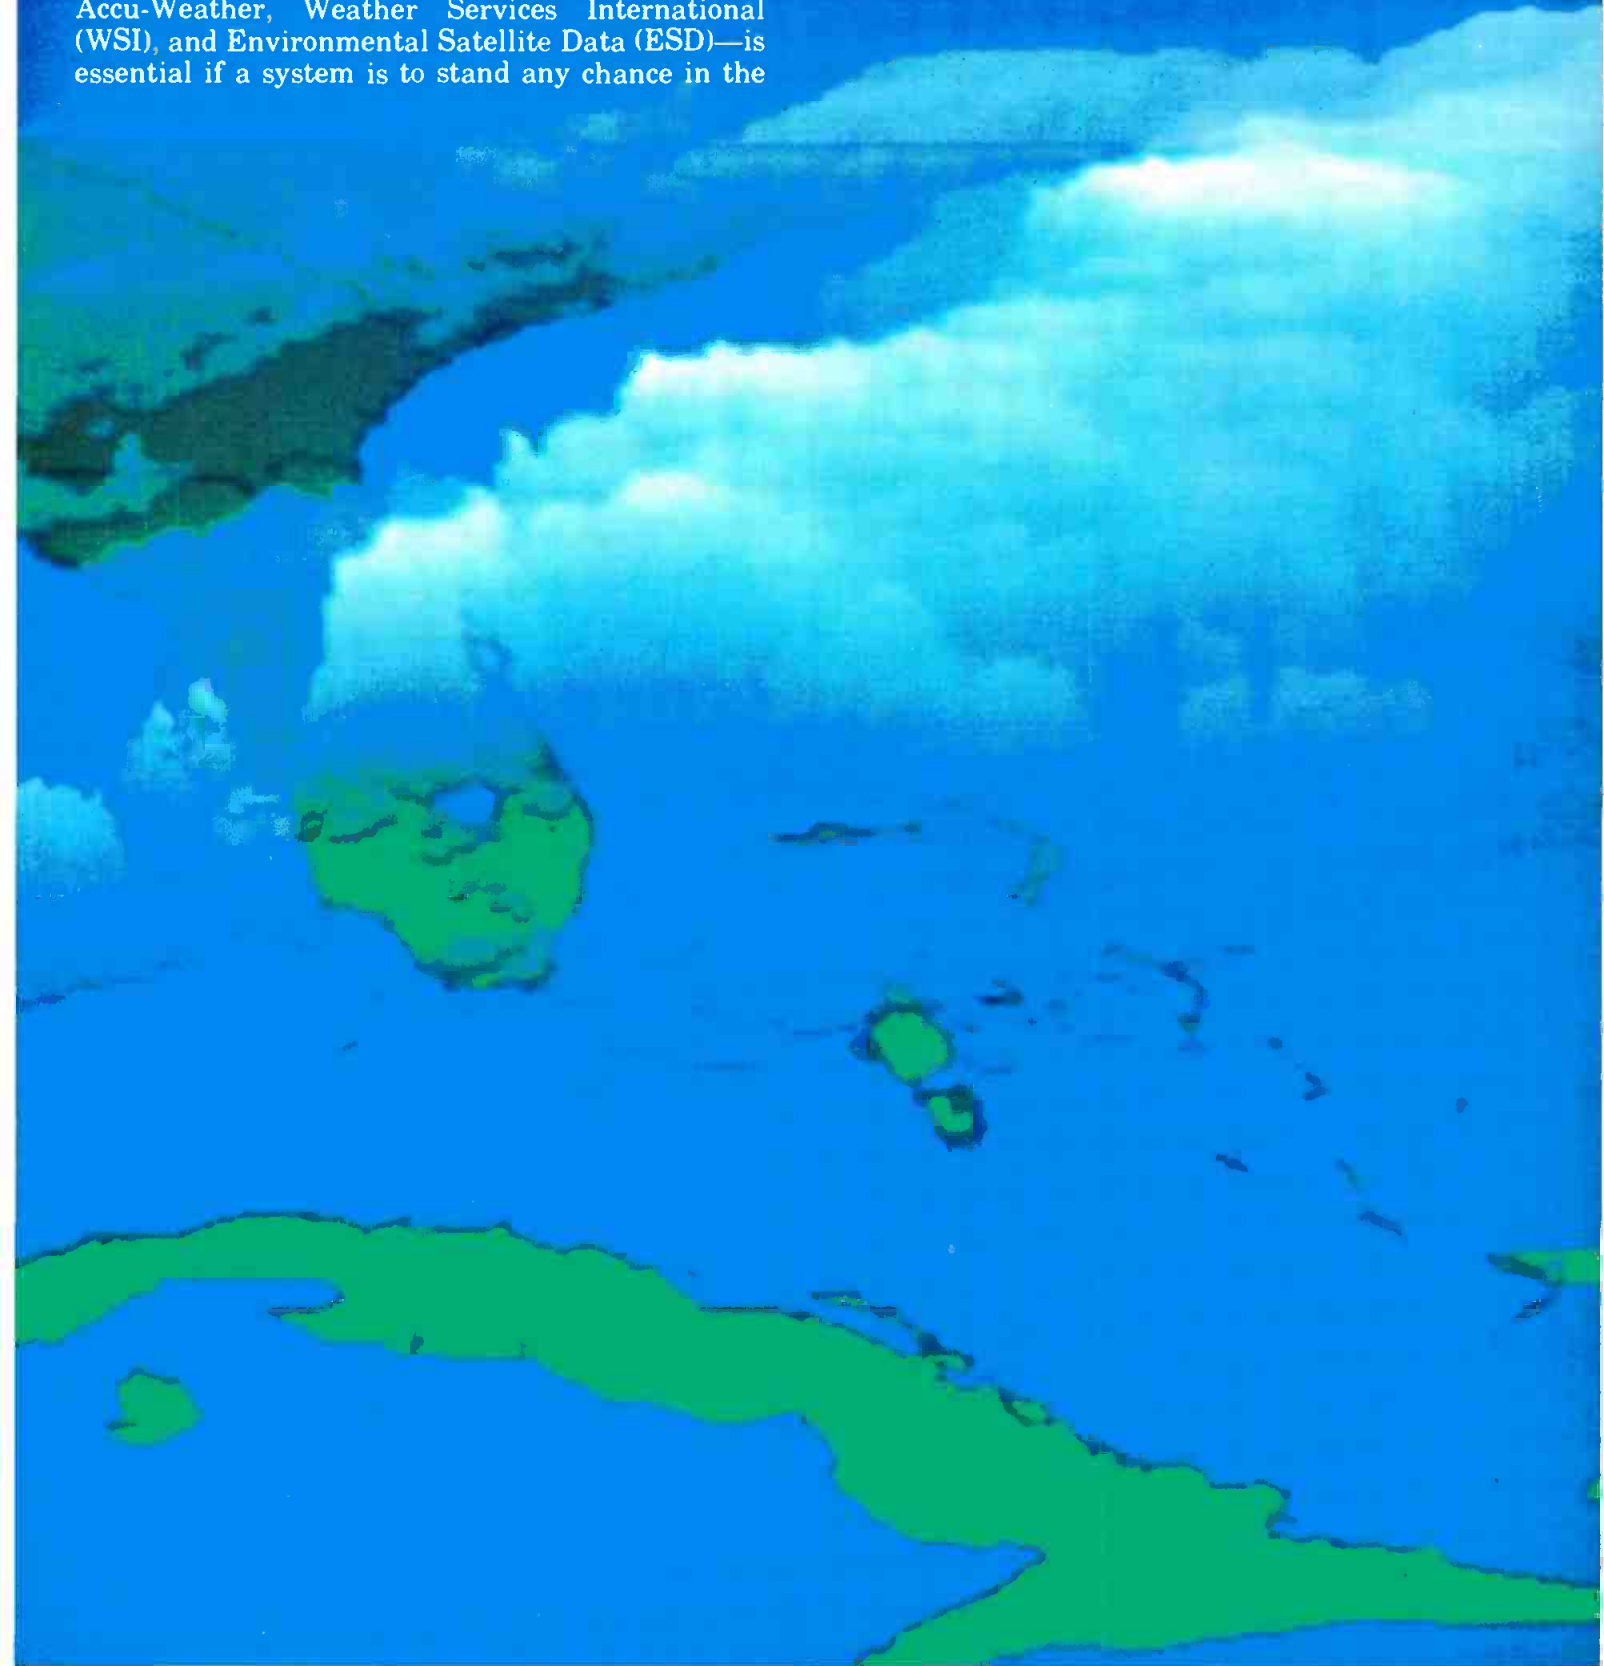 Accu-Weather, Weather Services International
(WSI), and Environmental Satellite Data (ESD)—is
essential if a system is to stand any chance in the